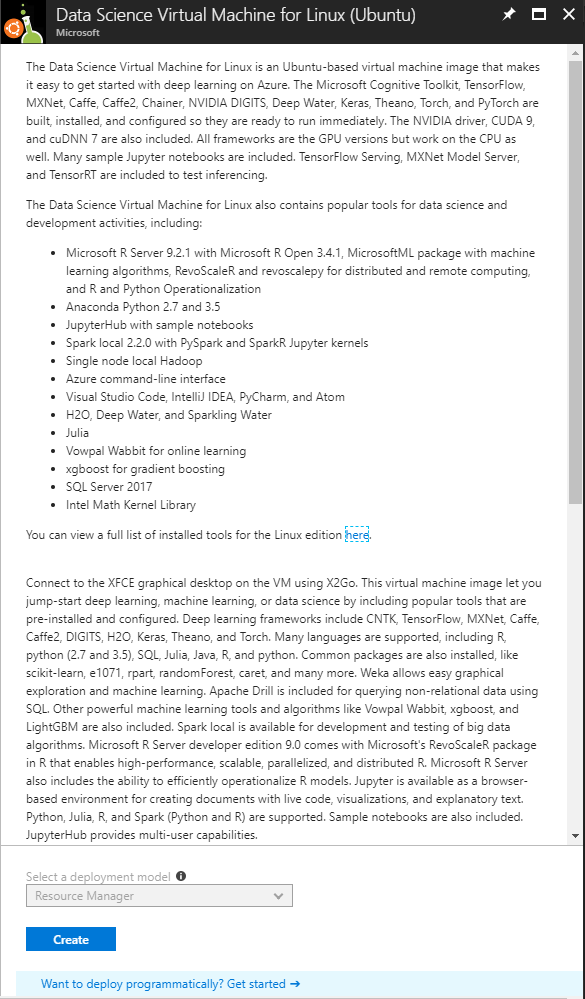 Data Science Virtual Machine for Linux (Ubuntu)
Microsoft
The Data Science Virtual Machine for Linux is an Ubuntu-based virtual machine image that makes
it easy to get started with deep learning on Azure. The Microsoft Cognitive Toolkit, TensorFlow,
MXNet, Caffe, Caffe2, Chainer, NVIDIA DIGITS, Deep Water, Keras, Theano, Torch, and PyTorch are
built, installed, and configured so they are ready to run immediately. The NVIDIA driver, CUDA 9,
and cuDNN 7 are also included. All frameworks are the GPU versions but work on the CPU as
well. Many sample Jupyter notebooks are included. TensorFlow Serving, MXNet Model Server,
and TensorRT are included to test inferencing.
The Data Science Virtual Machine for Linux also contains popular tools for data science and
development activities, including:
• Microsoft R Server 9.2.1 with Microsoft R Open 3.4.1, MicrosoftML package with machine
learning algorithms, RevoScaleR and revoscalepy for distributed and remote computing,
and R and Python Operationalization
• Anaconda Python 2.7 and 3.5
• JupyterHub with sample notebooks
• Spark local 2.2.0 with PySpark and SparkR Jupyter kernels
• Single node local Hadoop
• Azure command-line interface
• Visual Studio Code, IntelliJ IDEA, PyCharm, and Atom
• H2O, Deep Water, and Sparkling Water
• Julia
• Vowpal Wabbit for online learning
• xgboost for gradient boosting
• SQL Server 2017
• Intel Math Kernel Library
You can view a full list of installed tools for the Linux edition here.
Connect to the XFCE graphical desktop on the VM using X2Go. This virtual machine image let you
jump-start deep learning, machine learning, or data science by including popular tools that are
pre-installed and configured. Deep learning frameworks include CNTK, TensorFlow, MXNet, Caffe,
Caffe2, DIGITS, H2O, Keras, Theano, and Torch. Many languages are supported, including R,
python (2.7 and 3.5), SQL, Julia, Java, R, and python. Common packages are also installed, like
scikit-learn, e1071, rpart, randomForest, caret, and many more. Weka allows easy graphical
exploration and machine learning. Apache Drill is included for querying non-relational data using
SQL. Other powerful machine learning tools and algorithms like Vowpal Wabbit, xgboost, and
LightGBM are also included. Spark local is available for development and testing of big data
algorithms. Microsoft R Server developer edition 9.0 comes with Microsoft's RevoScaleR package
in R that enables high-performance, scalable, parallelized, and distributed R. Microsoft R Server
also includes the ability to efficiently operationalize R models. Jupyter is available as a browser-
based environment for creating documents with live code, visualizations, and explanatory text.
Python, Julia, R, and Spark (Python and R) are supported. Sample notebooks are also included.
JupyterHub provides multi-user capabilities.
Select a deployment model
Resource Manager
Create
Want to deploy programmatically? Get started →